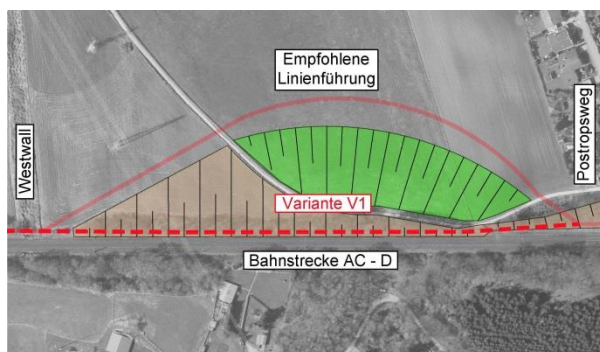 Empfohlene
Linienführung
Westwall
Postropsweg
Variante V1
Bahnstrecke AC - D